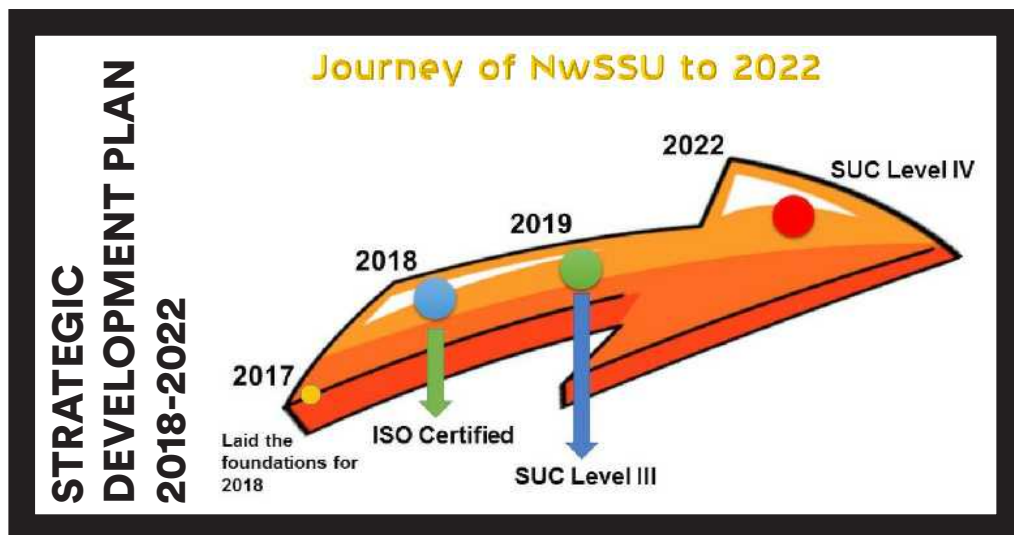 STRATEGIC
DEVELOPMENT PLAN
2018-2022
Journey of NwSSU to 2022
2022
SUC Level IV
2019
2018
2017
ISO Certified
Laid the
foundations for
2018
SUC Level III